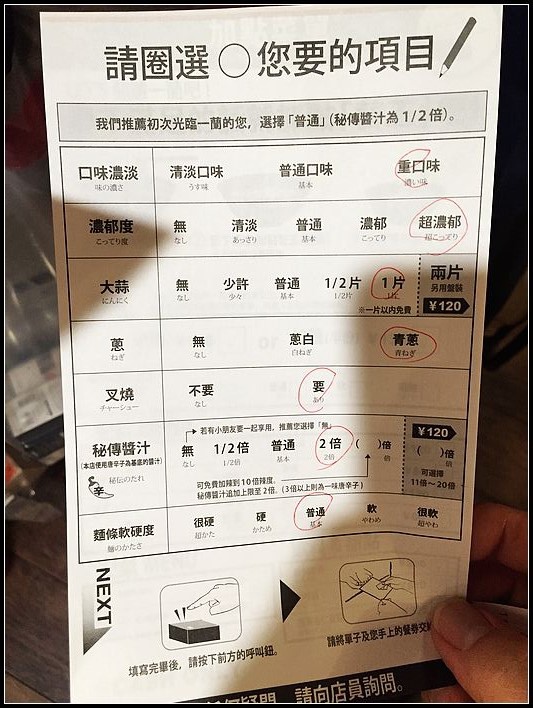 請圈選○您要的項目
我們推薦初次光臨一蘭的您，選擇「普通」（秘傳醬汁為1/2倍）。
口味濃淡 清淡口味 普通口味 重口味
味の濃さ うす味 基本 濃い味
濃郁度 無 清淡 普通 濃郁 超濃郁
こってり度 なし あっさり 基本 こってり 超こってり
大蒜 無 少許 普通 1/2片 1片 兩片
另用盤裝
にんにく なし 少々 基本 1/2片 1片
※一片以內免費 ¥120
蔥 無 蔥白 青蔥
ねぎ なし 白ねぎ 青ねぎ
叉燒 不要 要
チャーシュー なし あり
若有小朋友要一起享用，推薦您選擇「無」 ¥120
秘傳醬汁 無 1/2倍 普通 2倍 （ ）倍 （ ）倍
（本店使用唐辛子為基底的醬汁） なし 1/2倍 基本 2倍 倍 倍
秘伝のたれ
辛
可免費加辣到10倍辣度。 可選擇
秘傳醬汁追加上限至2倍。（3倍以上則為一味唐辛子） 11倍～20倍
麵條軟硬度 很硬 硬 普通 軟 很軟
麺のかたさ 超かた かため 基本 やわめ 超やわ
NEXT
填寫完畢後，請按下前方的呼叫鈕。
請將單子及您手上的餐券交
疑問，請向店員詢問。